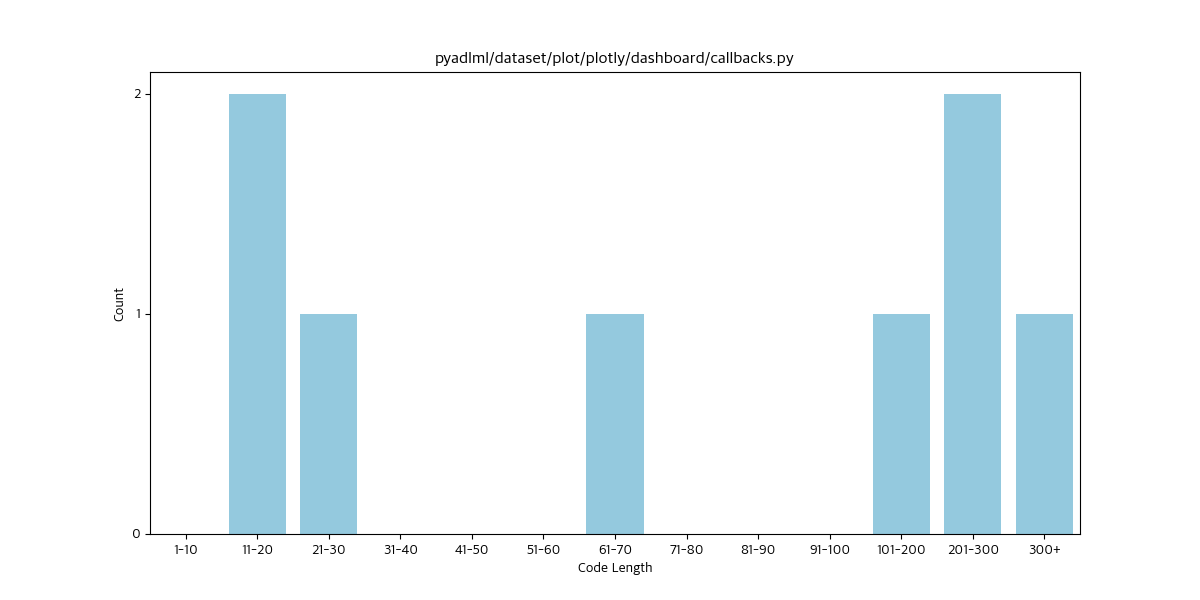 pyadlml/dataset/plot/plotly/dashboard/callbacks.py
2
1
0
Count
1-10 11-20 21-30 31-40 41-50 51-60 61-70 71-80 81-90 91-100 101-200 201-300 300+
Code Length